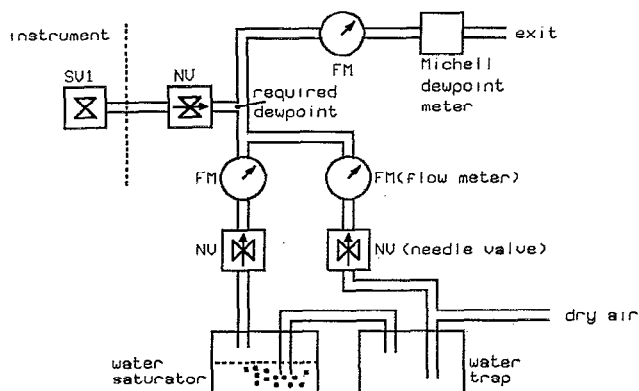 instrument
SV1
NV
FM
exit
Michell
dewpoint
meter
required
dewpoint
FM
FM(flow meter)
NV
NV (needle valve)
dry air
water
saturator
water
trap